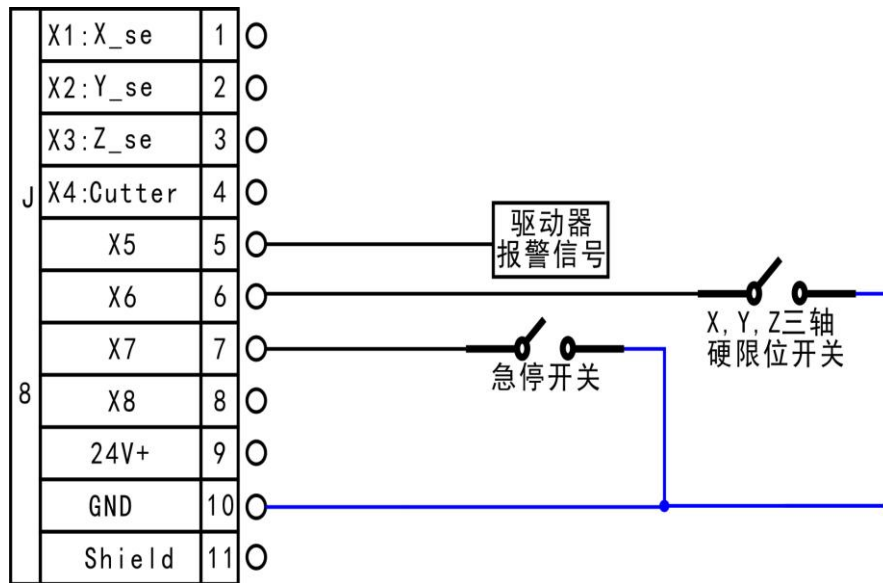 X1:X_se 1
X2:Y_se 2
X3:Z_se 3
J
X4:Cutter 4
X5 5
驱动器
报警信号
X6 6
X,Y,Z三轴
硬限位开关
X7 7
急停开关
8
X8 8
24V+ 9
GND 10
Shield 11